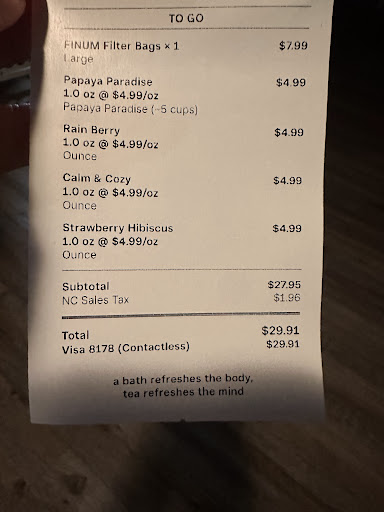 TO GO
FINUM Filter Bags × 1 $7.99
Large
Papaya Paradise $4.99
1.0 oz @ $4.99/oz
Papaya Paradise (~5 cups)
Rain Berry $4.99
1.0 oz @ $4.99/oz
Ounce
Calm & Cozy $4.99
1.0 oz @ $4.99/oz
Ounce
Strawberry Hibiscus $4.99
1.0 oz @ $4.99/oz
Ounce
Subtotal $27.95
NC Sales Tax $1.96
Total $29.91
Visa 8178 (Contactless) $29.91
a bath refreshes the body,
tea refreshes the mind